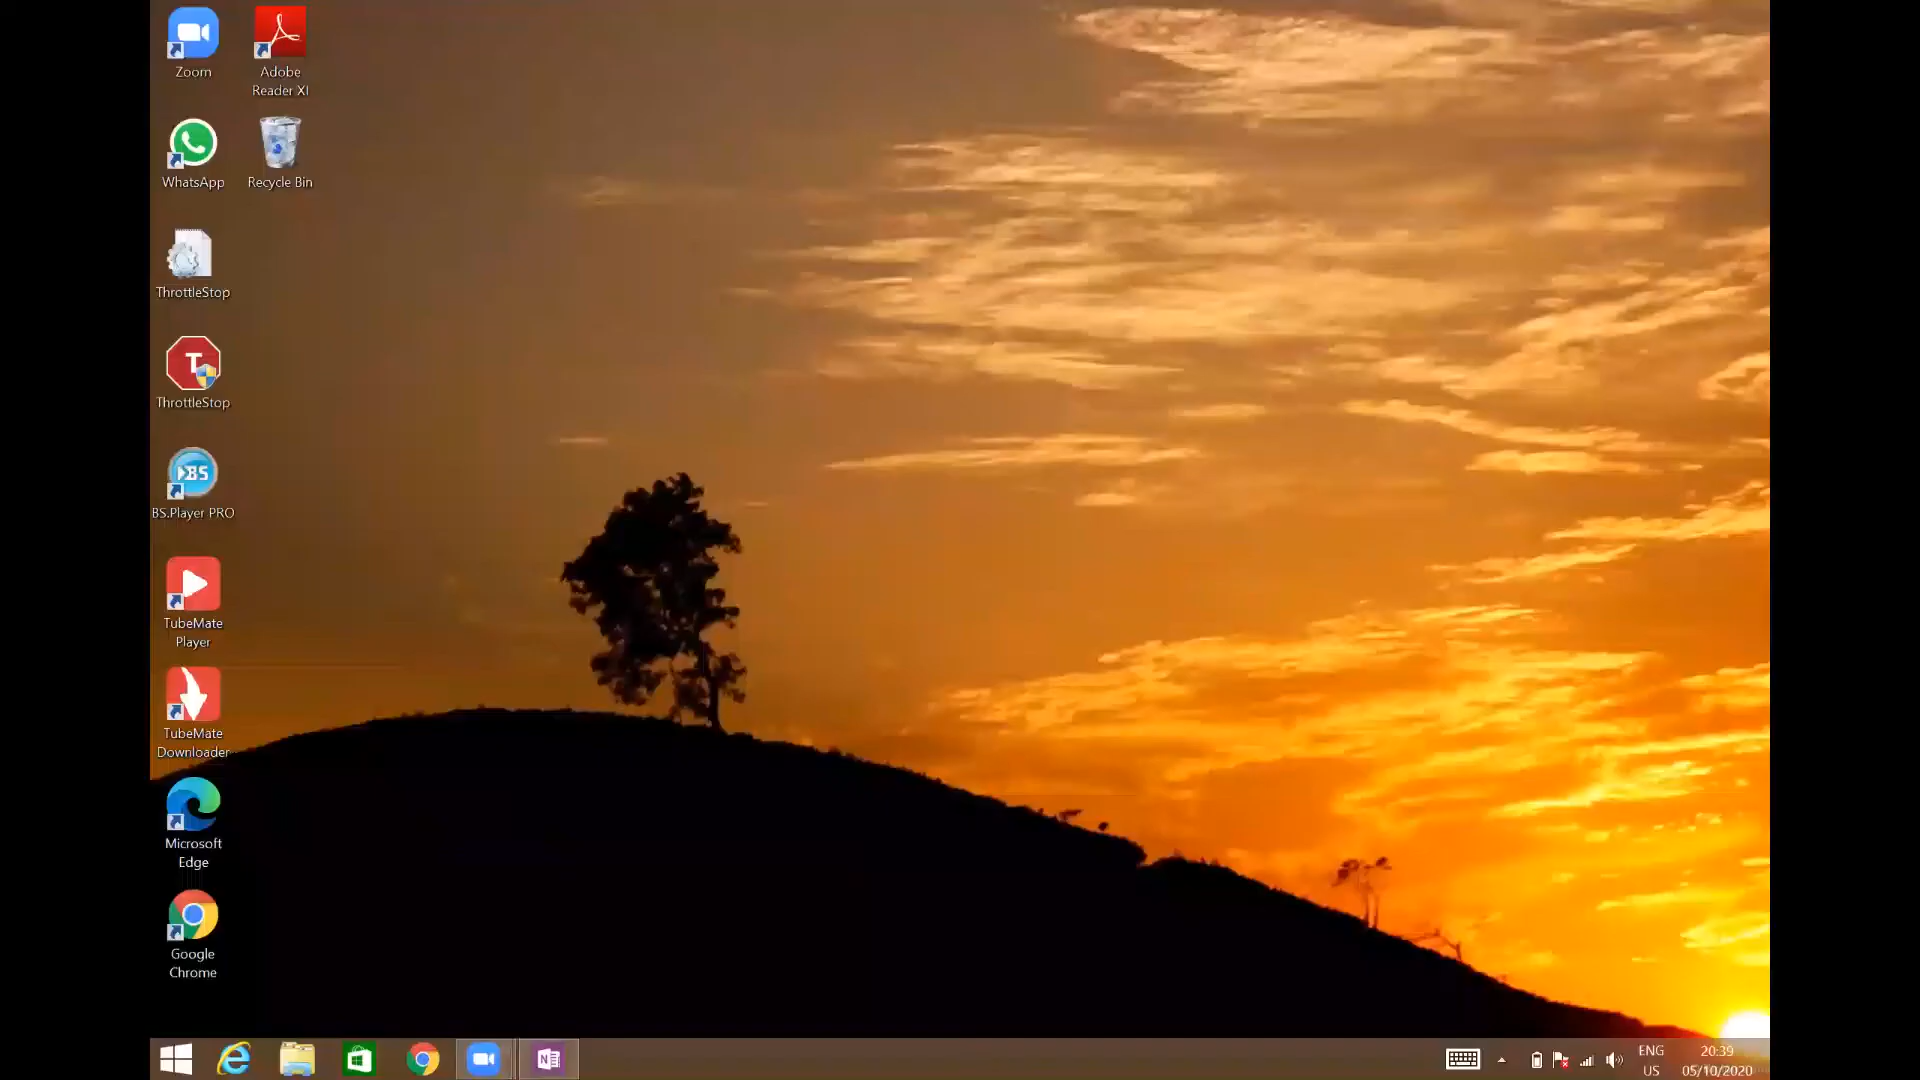 Zoom
Adobe
Reader XI
WhatsApp
Recycle Bin
ThrottleStop
T
ThrottleStop
BS
BS.Player PRO
TubeMate
Player
TubeMate
Downloader
Microsoft
Edge
Google
Chrome
N
ENG
US
20:39
05/10/2020